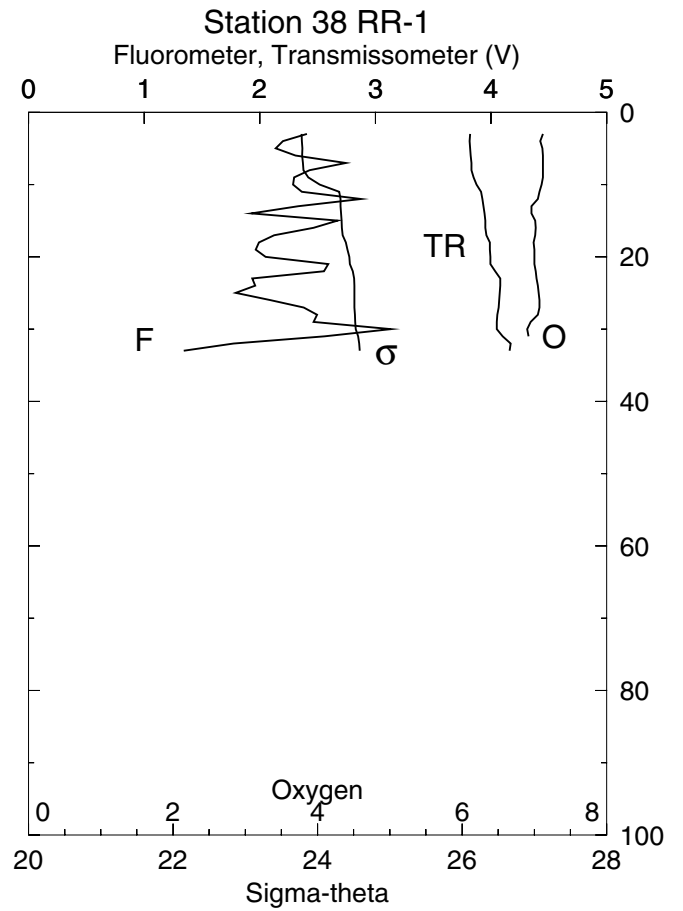 Station 38 RR-1
Fluorometer, Transmissometer (V)
0 1 2 3 4 5
0
TR
20
F
σ
O
40
60
80
Oxygen
0 2 4 6 8
100
20 22 24 26 28
Sigma-theta